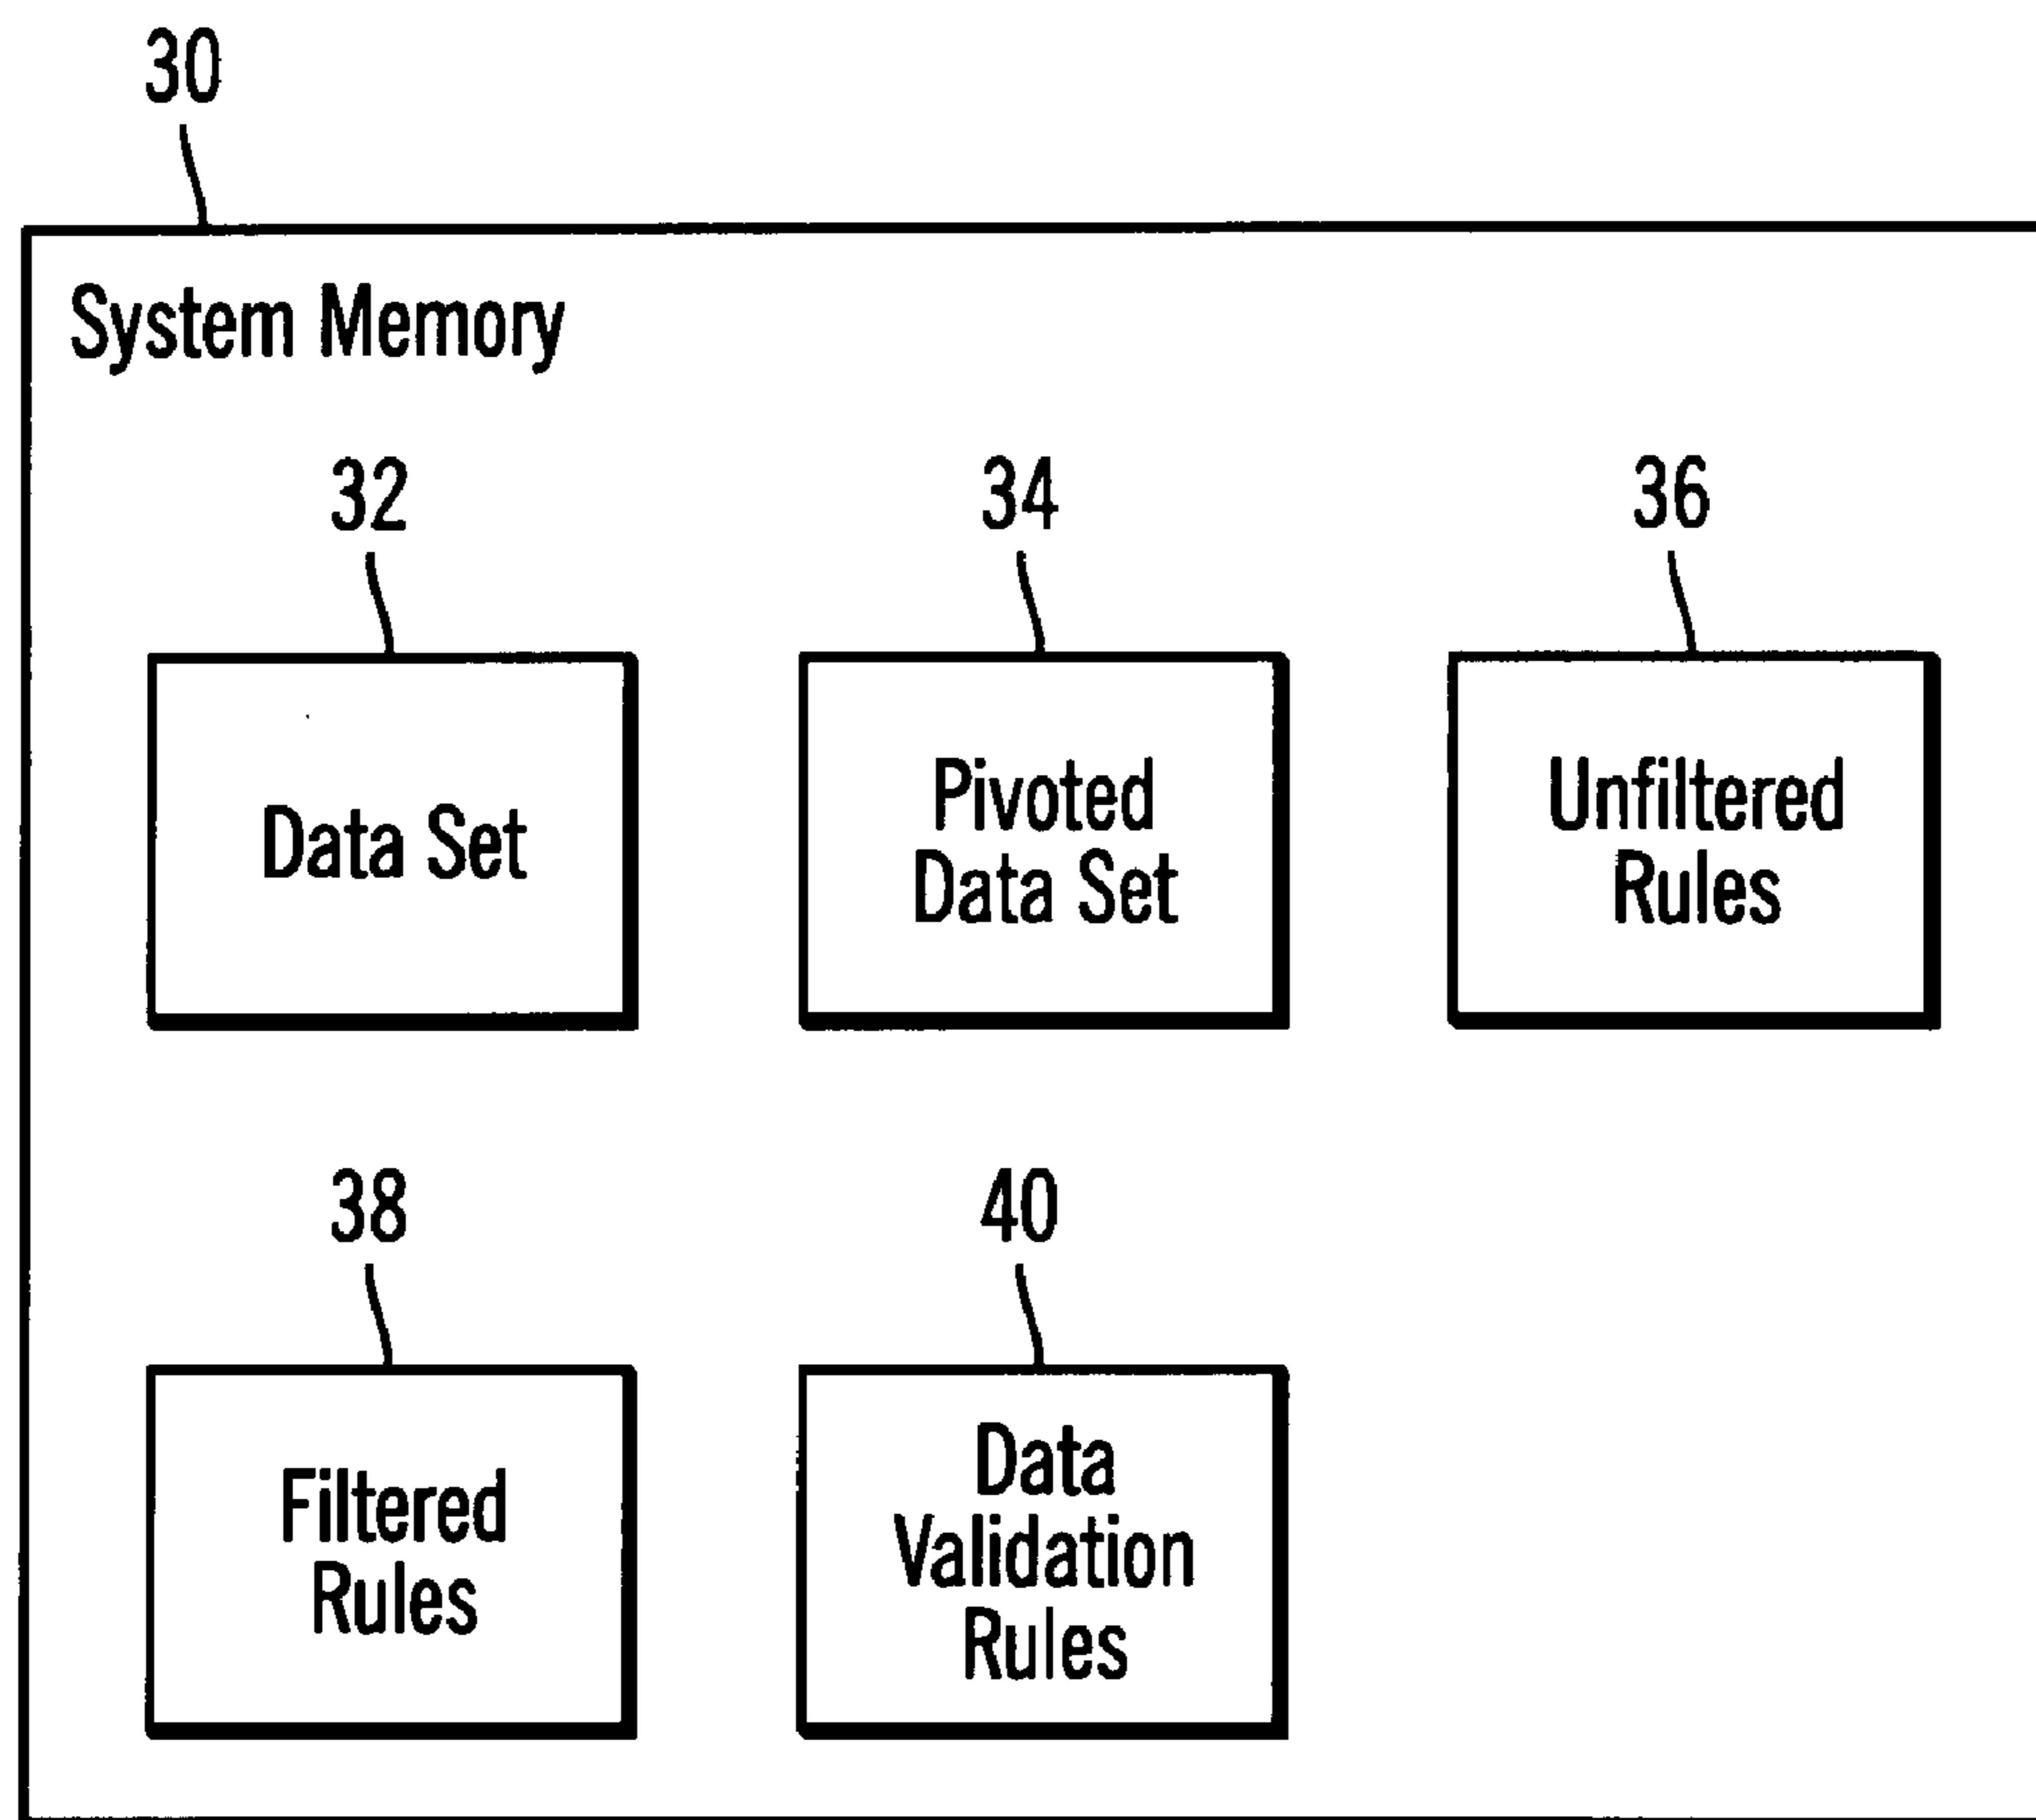 30
System Memory
32
34
36
Data Set
Pivoted
Data Set
Unfiltered
Rules
38
40
Filtered
Rules
Data
Validation
Rules